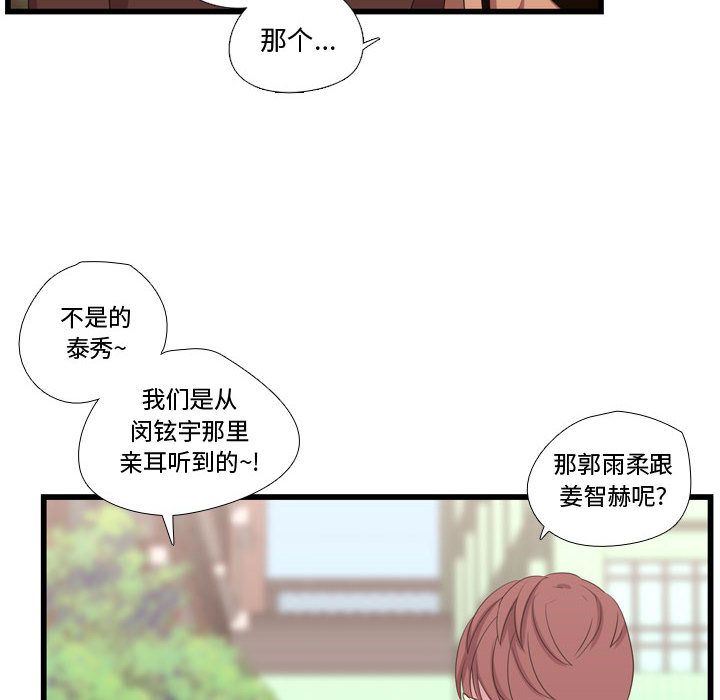 那个...
不是的
泰秀~
我们是从
闵铉宇那里
亲耳听到的~!
那郭雨柔跟
姜智赫呢?